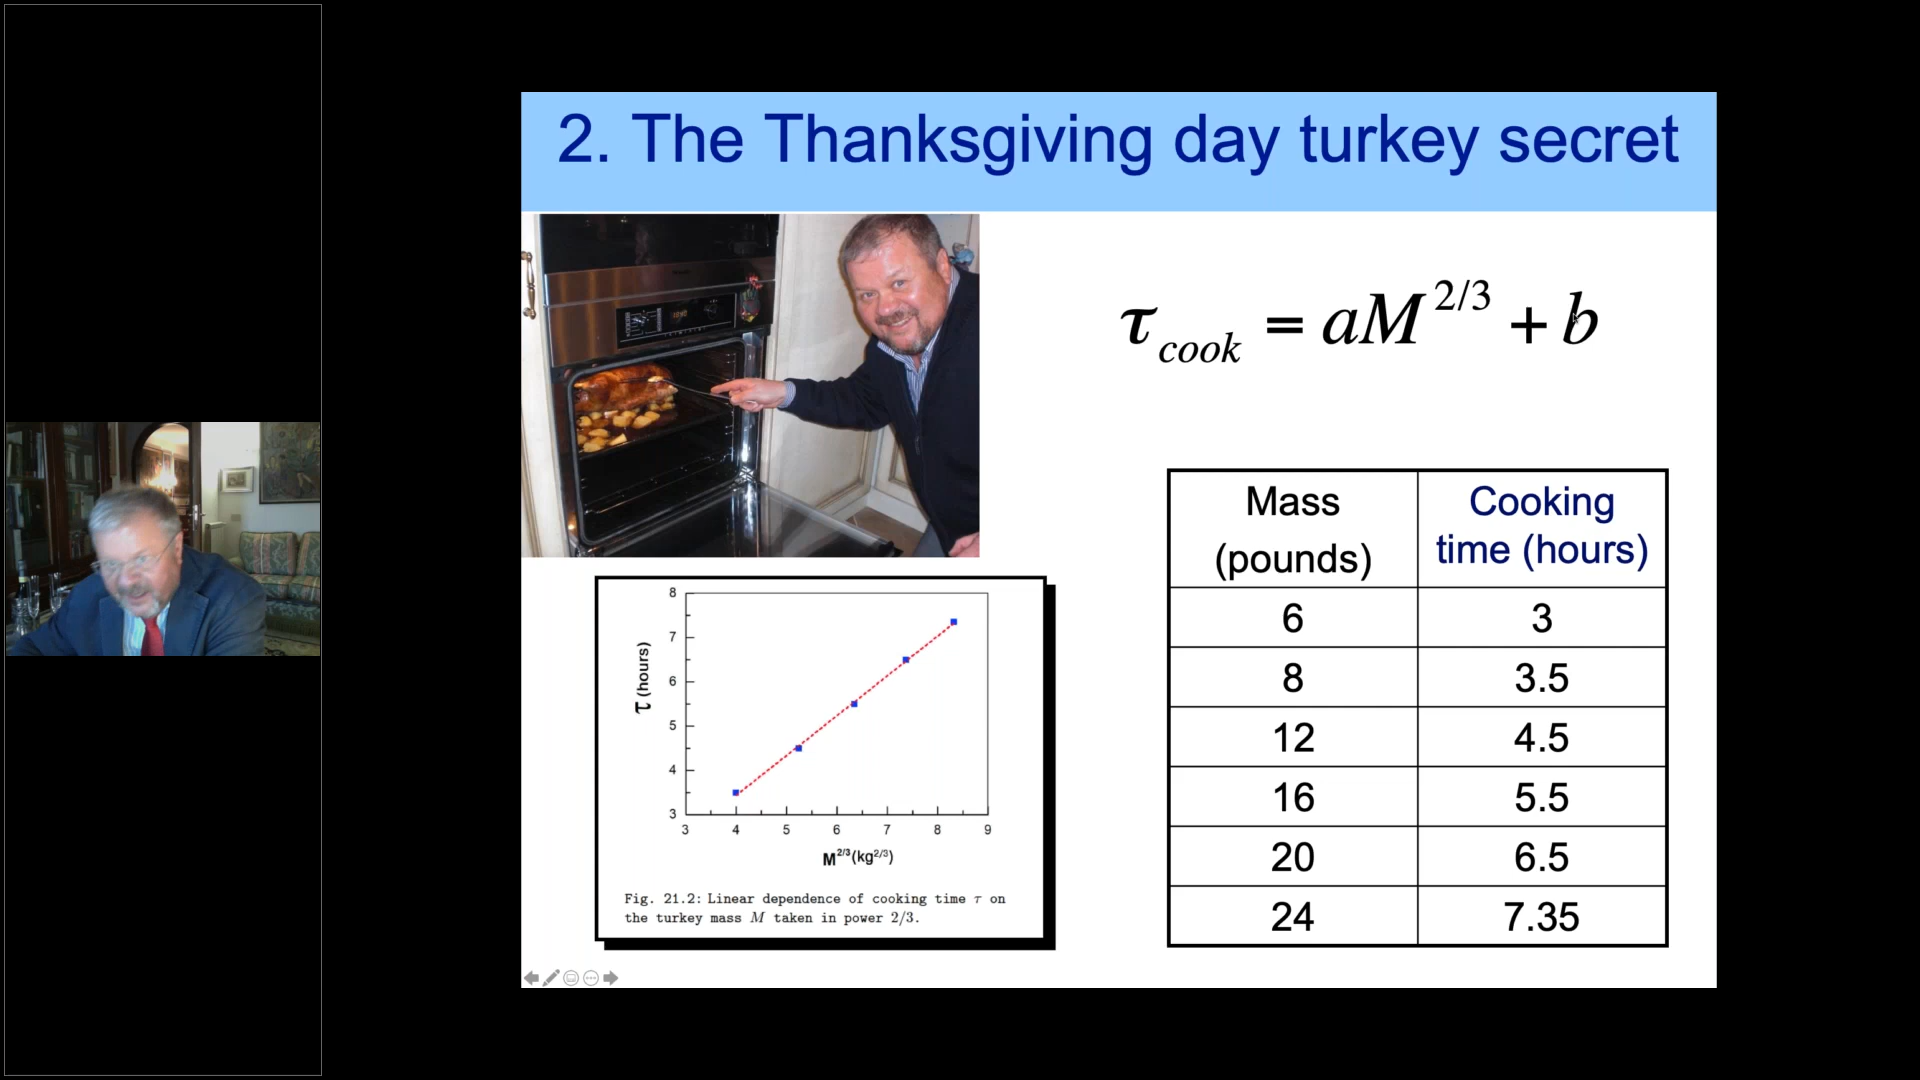 2. The Thanksgiving day turkey secret
τcook = aM^2/3 + b
8
7
6
5
4
3
τ (hours)
3 4 5 6 7 8 9
M^2/3(kg^2/3)
Fig. 21.2: Linear dependence of cooking time τ on
the turkey mass M taken in power 2/3.
Mass (pounds) Cooking time (hours)
6 3
8 3.5
12 4.5
16 5.5
20 6.5
24 7.35